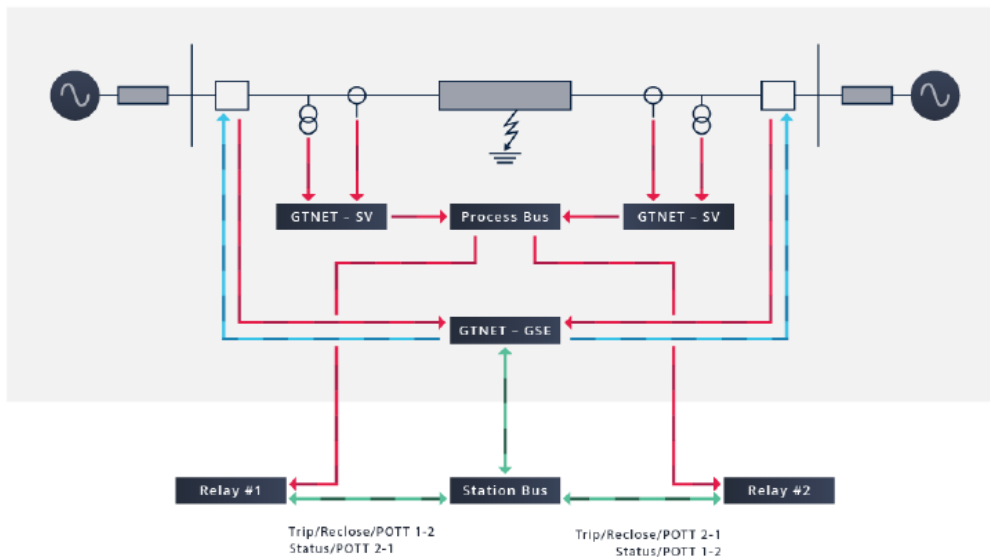 GTNET – SV
Process Bus
GTNET – SV
GTNET – GSE
Relay #1
Station Bus
Relay #2
Trip/Reclose/POTT 1-2
Status/POTT 2-1
Trip/Reclose/POTT 2-1
Status/POTT 1-2